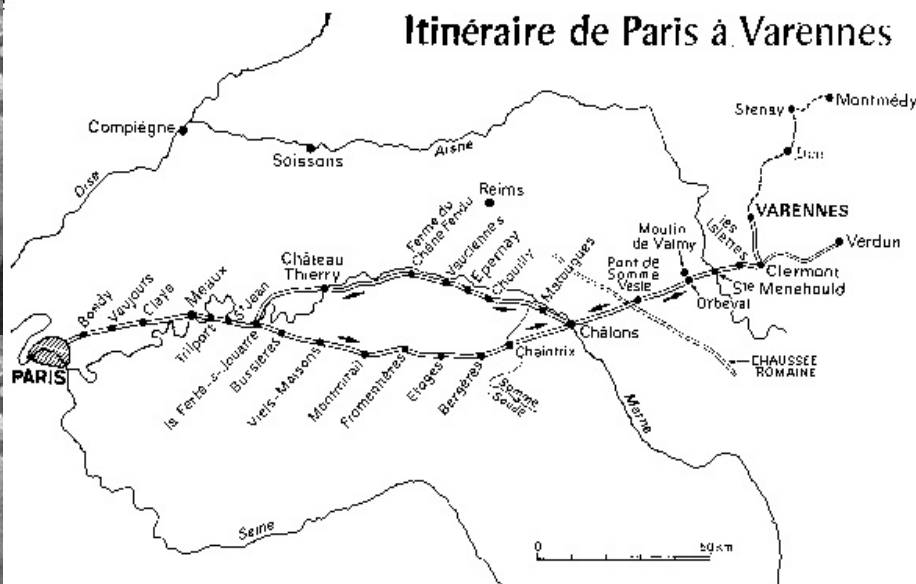 Itinéraire de Paris à Varennes
Compiègne
Oise
Soissons
Aisne
Reims
Stenay
Montmédy
Dun
VARENNES
Verdun
les Islettes
Clermont
Ste Menehould
Moulin
de Valmy
Orbeval
Pont de
Somme
Vesle
CHAUSSÉE
ROMAINE
Châlons
Matougues
Chouilly
Epernay
Vauciennes
Ferme du
Chêne Fendu
Château
Thierry
St Jean
Meaux
Trilport
Claye
Vaujours
Bondy
PARIS
la Ferté-s-Jouarre
Bussières
Viels-Maisons
Montmirail
Fromentières
Etoges
Bergères
Chaintrix
Somme
Soude
Marne
Seine
0
50 km